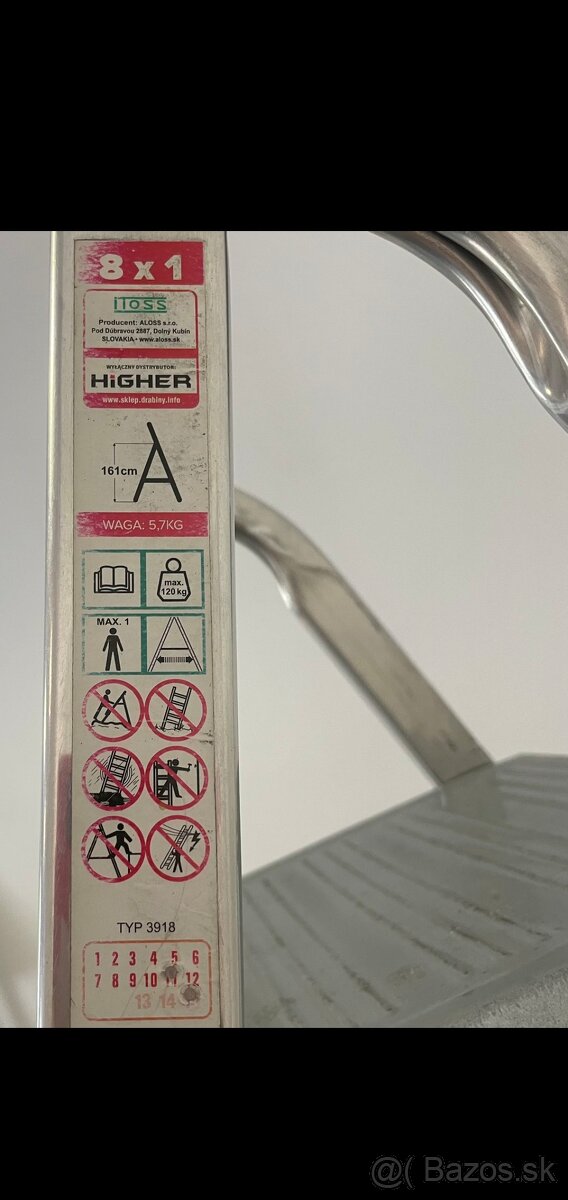 8 x 1
aloss
Producent: ALOSS s.r.o.
Pod Dúbravou 2887, Dolný Kubín
SLOVAKIA • www.aloss.sk
WYŁĄCZNY DYSTRYBUTOR:
HiGHER
www.sklep.drabiny.info
161cm
WAGA: 5,7KG
max.
120 kg
MAX. 1
TYP 3918
1 2 3 4 5 6
7 8 9 10 11 12
13 14
@( Bazos.sk